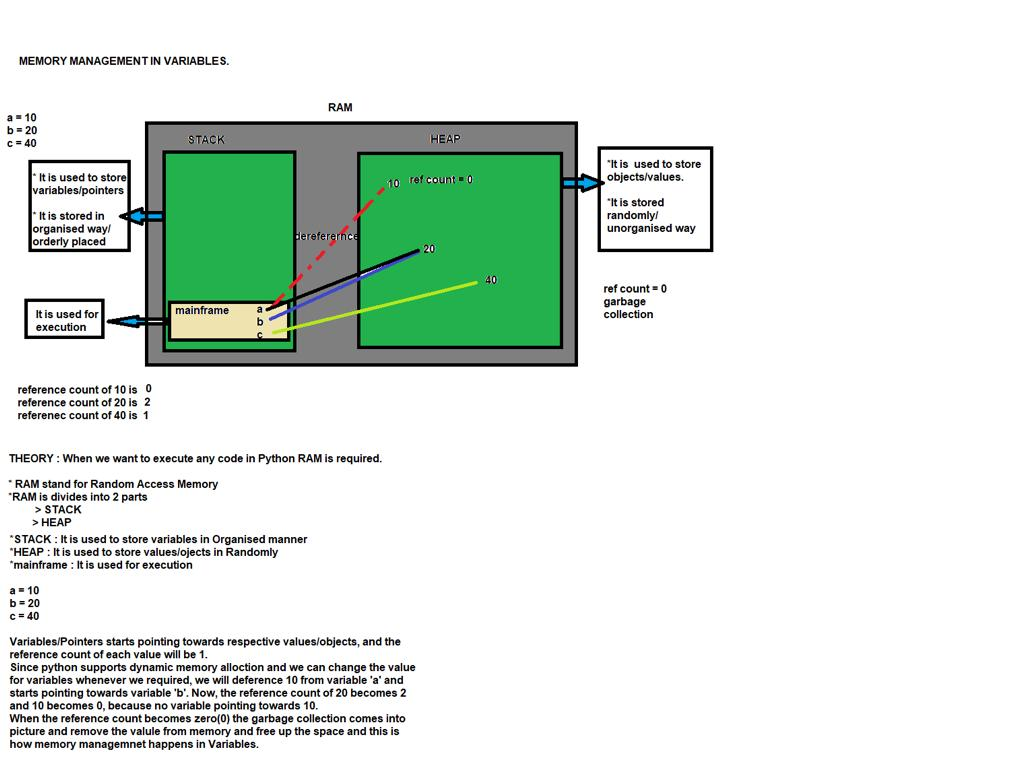 MEMORY MANAGEMENT IN VARIABLES.
RAM
a = 10
b = 20
c = 40
STACK
HEAP
* It is used to store
variables/pointers
* It is stored in
organised way/
orderly placed
10 ref count = 0
dereferernce
20
40
*It is used to store
objects/values.
*It is stored
randomly/
unorganised way
ref count = 0
garbage
collection
mainframe
a
b
c
It is used for
execution
reference count of 10 is 0
reference count of 20 is 2
referenec count of 40 is 1
THEORY : When we want to execute any code in Python RAM is required.
* RAM stand for Random Access Memory
*RAM is divides into 2 parts
> STACK
> HEAP
*STACK : It is used to store variables in Organised manner
*HEAP : It is used to store values/ojects in Randomly
*mainframe : It is used for execution
a = 10
b = 20
c = 40
Variables/Pointers starts pointing towards respective values/objects, and the
reference count of each value will be 1.
Since python supports dynamic memory alloction and we can change the value
for variables whenever we required, we will deference 10 from variable 'a' and
starts pointing towards variable 'b'. Now, the reference count of 20 becomes 2
and 10 becomes 0, because no variable pointing towards 10.
When the reference count becomes zero(0) the garbage collection comes into
picture and remove the valule from memory and free up the space and this is
how memory managemnet happens in Variables.